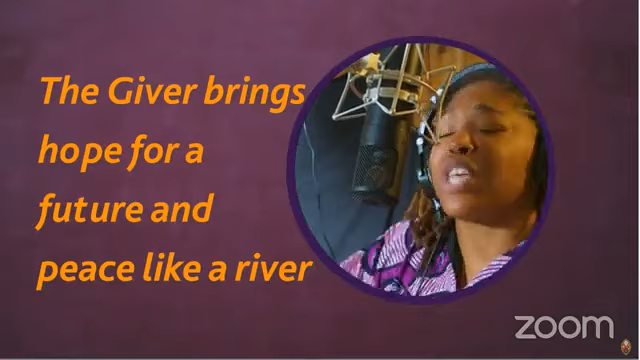 The Giver brings
hope for a
future and
peace like a river
zoom